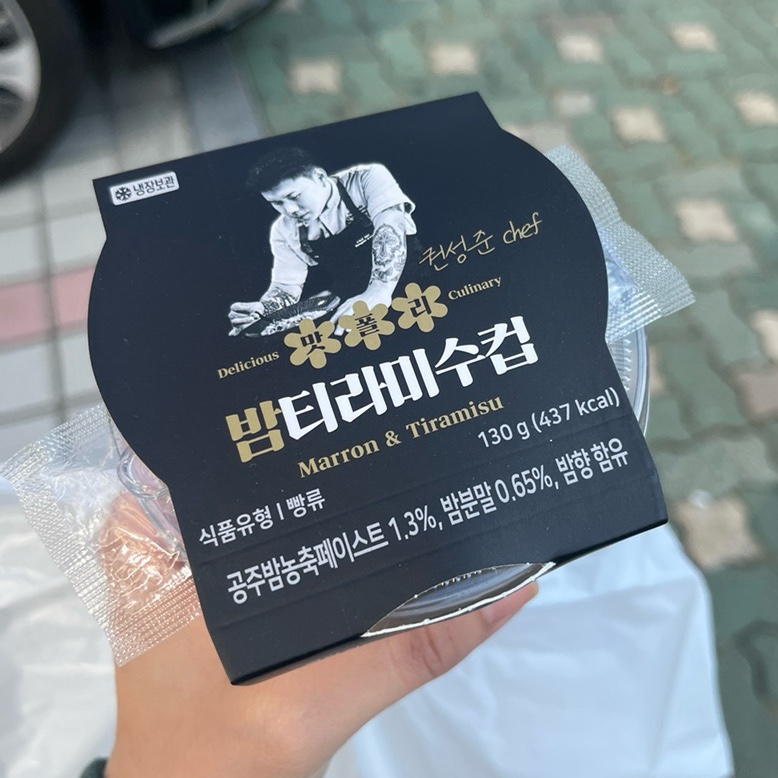 냉장보관
권성준 chef
Delicious 맛폴리 Culinary
밤티라미수컵
Marron & Tiramisu
130 g (437 kcal)
식품유형 | 빵류
공주밤농축페이스트 1.3%, 밤분말 0.65%, 밤향 함유